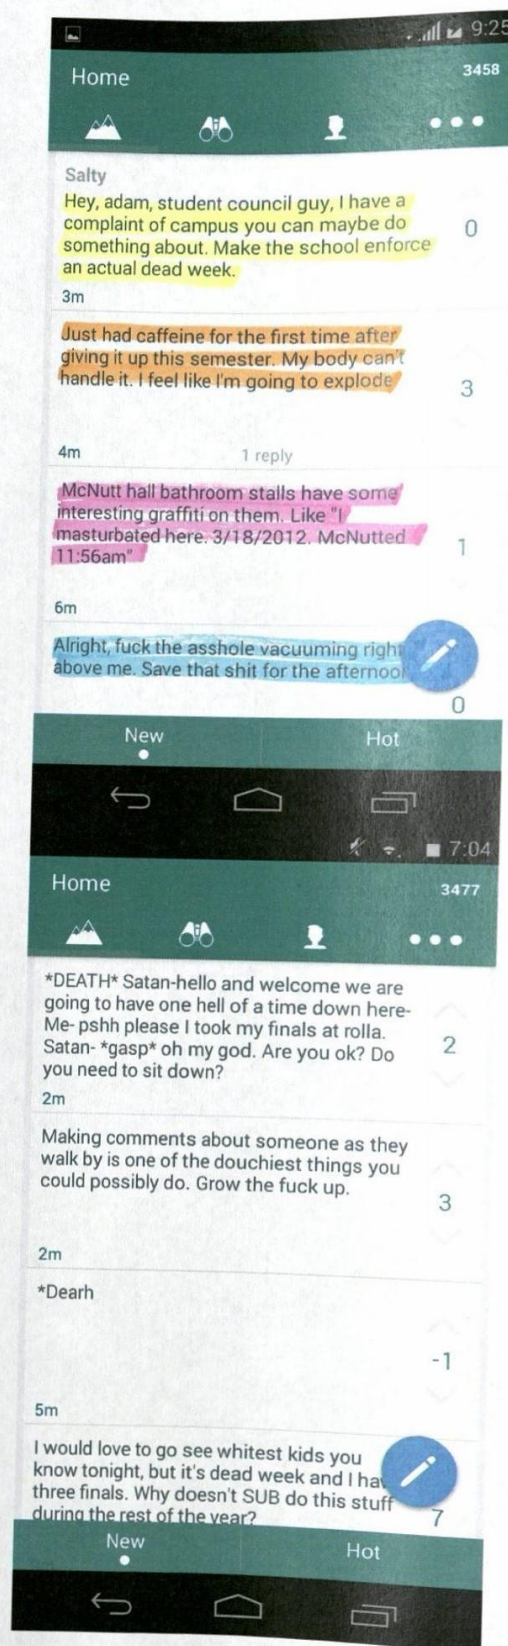 9:25
Home
3458
Salty
Hey, adam, student council guy, I have a
complaint of campus you can maybe do
something about. Make the school enforce
an actual dead week.
0
3m
Just had caffeine for the first time after
giving it up this semester. My body can't
handle it. I feel like I'm going to explode
3
4m
1 reply
McNutt hall bathroom stalls have some
interesting graffiti on them. Like "I
masturbated here. 3/18/2012. McNutted
11:56am"
1
6m
Alright, fuck the asshole vacuuming right
above me. Save that shit for the afternoon
0
New
Hot
7:04
Home
3477
*DEATH* Satan-hello and welcome we are
going to have one hell of a time down here-
Me- pshh please I took my finals at rolla.
Satan- *gasp* oh my god. Are you ok? Do
you need to sit down?
2
2m
Making comments about someone as they
walk by is one of the douchiest things you
could possibly do. Grow the fuck up.
3
2m
*Dearh
-1
5m
I would love to go see whitest kids you
know tonight, but it's dead week and I ha
three finals. Why doesn't SUB do this stuff
during the rest of the year?
7
New
Hot